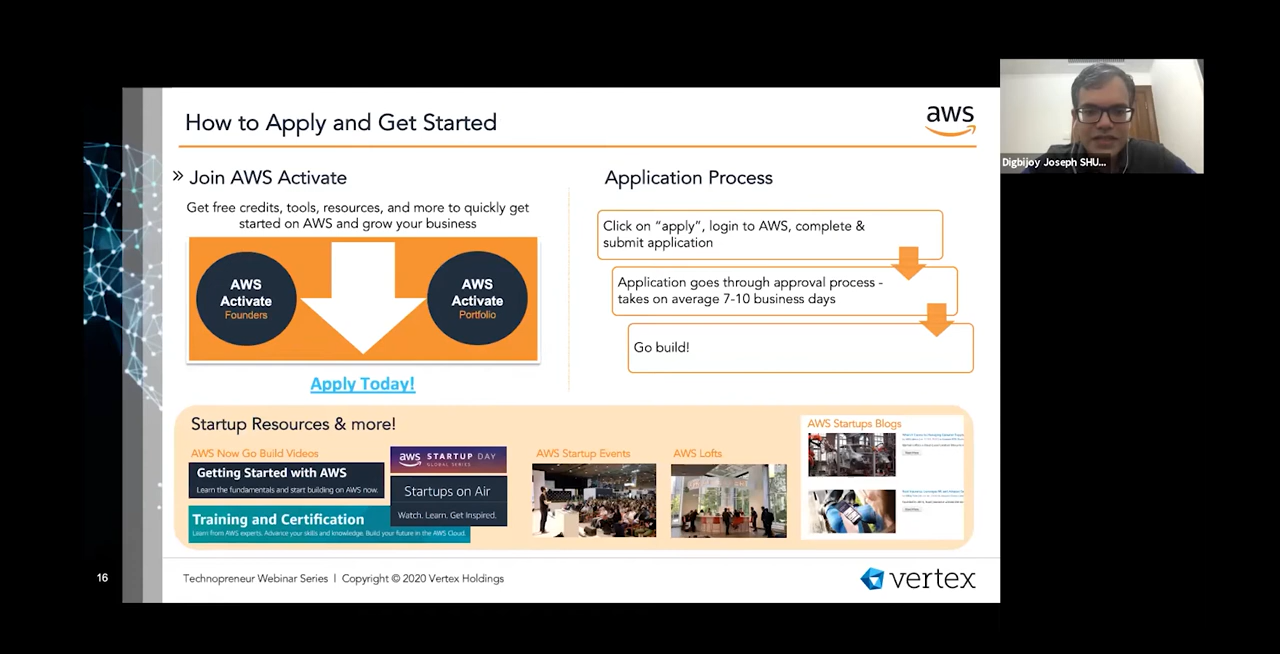 How to Apply and Get Started
aws
» Join AWS Activate
Get free credits, tools, resources, and more to quickly get
started on AWS and grow your business
AWS
Activate
Founders
AWS
Activate
Portfolio
Apply Today!
Application Process
Click on “apply”, login to AWS, complete &
submit application
Application goes through approval process -
takes on average 7-10 business days
Go build!
Startup Resources & more!
AWS Now Go Build Videos
Getting Started with AWS
Learn the fundamentals and start building on AWS now.
Training and Certification
Learn from AWS experts. Advance your skills and knowledge. Build your future in the AWS Cloud.
aws STARTUP DAY
GLOBAL SERIES
Startups on Air
Watch. Learn. Get Inspired.
AWS Startup Events
AWS Lofts
AWS Startups Blogs
16
Technopreneur Webinar Series | Copyright © 2020 Vertex Holdings
vertex
Digbijoy Joseph SHU...